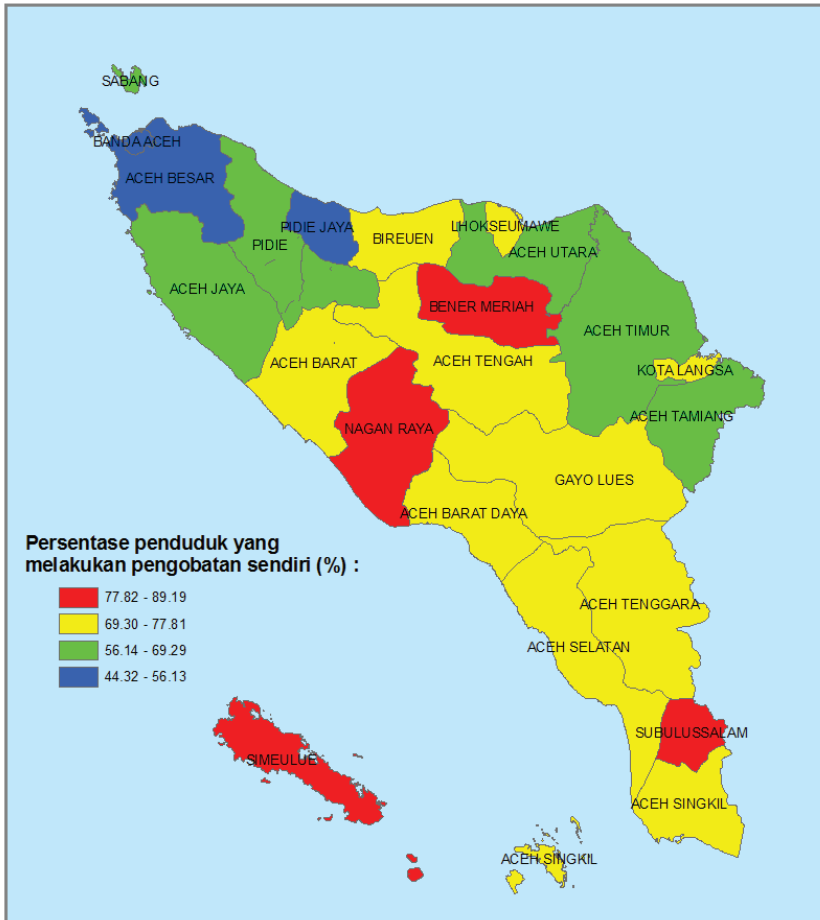 SABANG
BANDA ACEH
ACEH BESAR
PIDIE JAYA
LHOKSEUMAWE
BIREUEN
PIDIE
ACEH UTARA
ACEH JAYA
BENER MERIAH
ACEH TIMUR
ACEH BARAT
ACEH TENGAH
KOTA LANGSA
ACEH TAMIANG
NAGAN RAYA
GAYO LUES
ACEH BARAT DAYA
Persentase penduduk yang
melakukan pengobatan sendiri (%) :
77.82 - 89.19
69.30 - 77.81
56.14 - 69.29
44.32 - 56.13
ACEH TENGGARA
ACEH SELATAN
SUBULUSSALAM
SIMEULUE
ACEH SINGKIL
ACEH SINGKIL